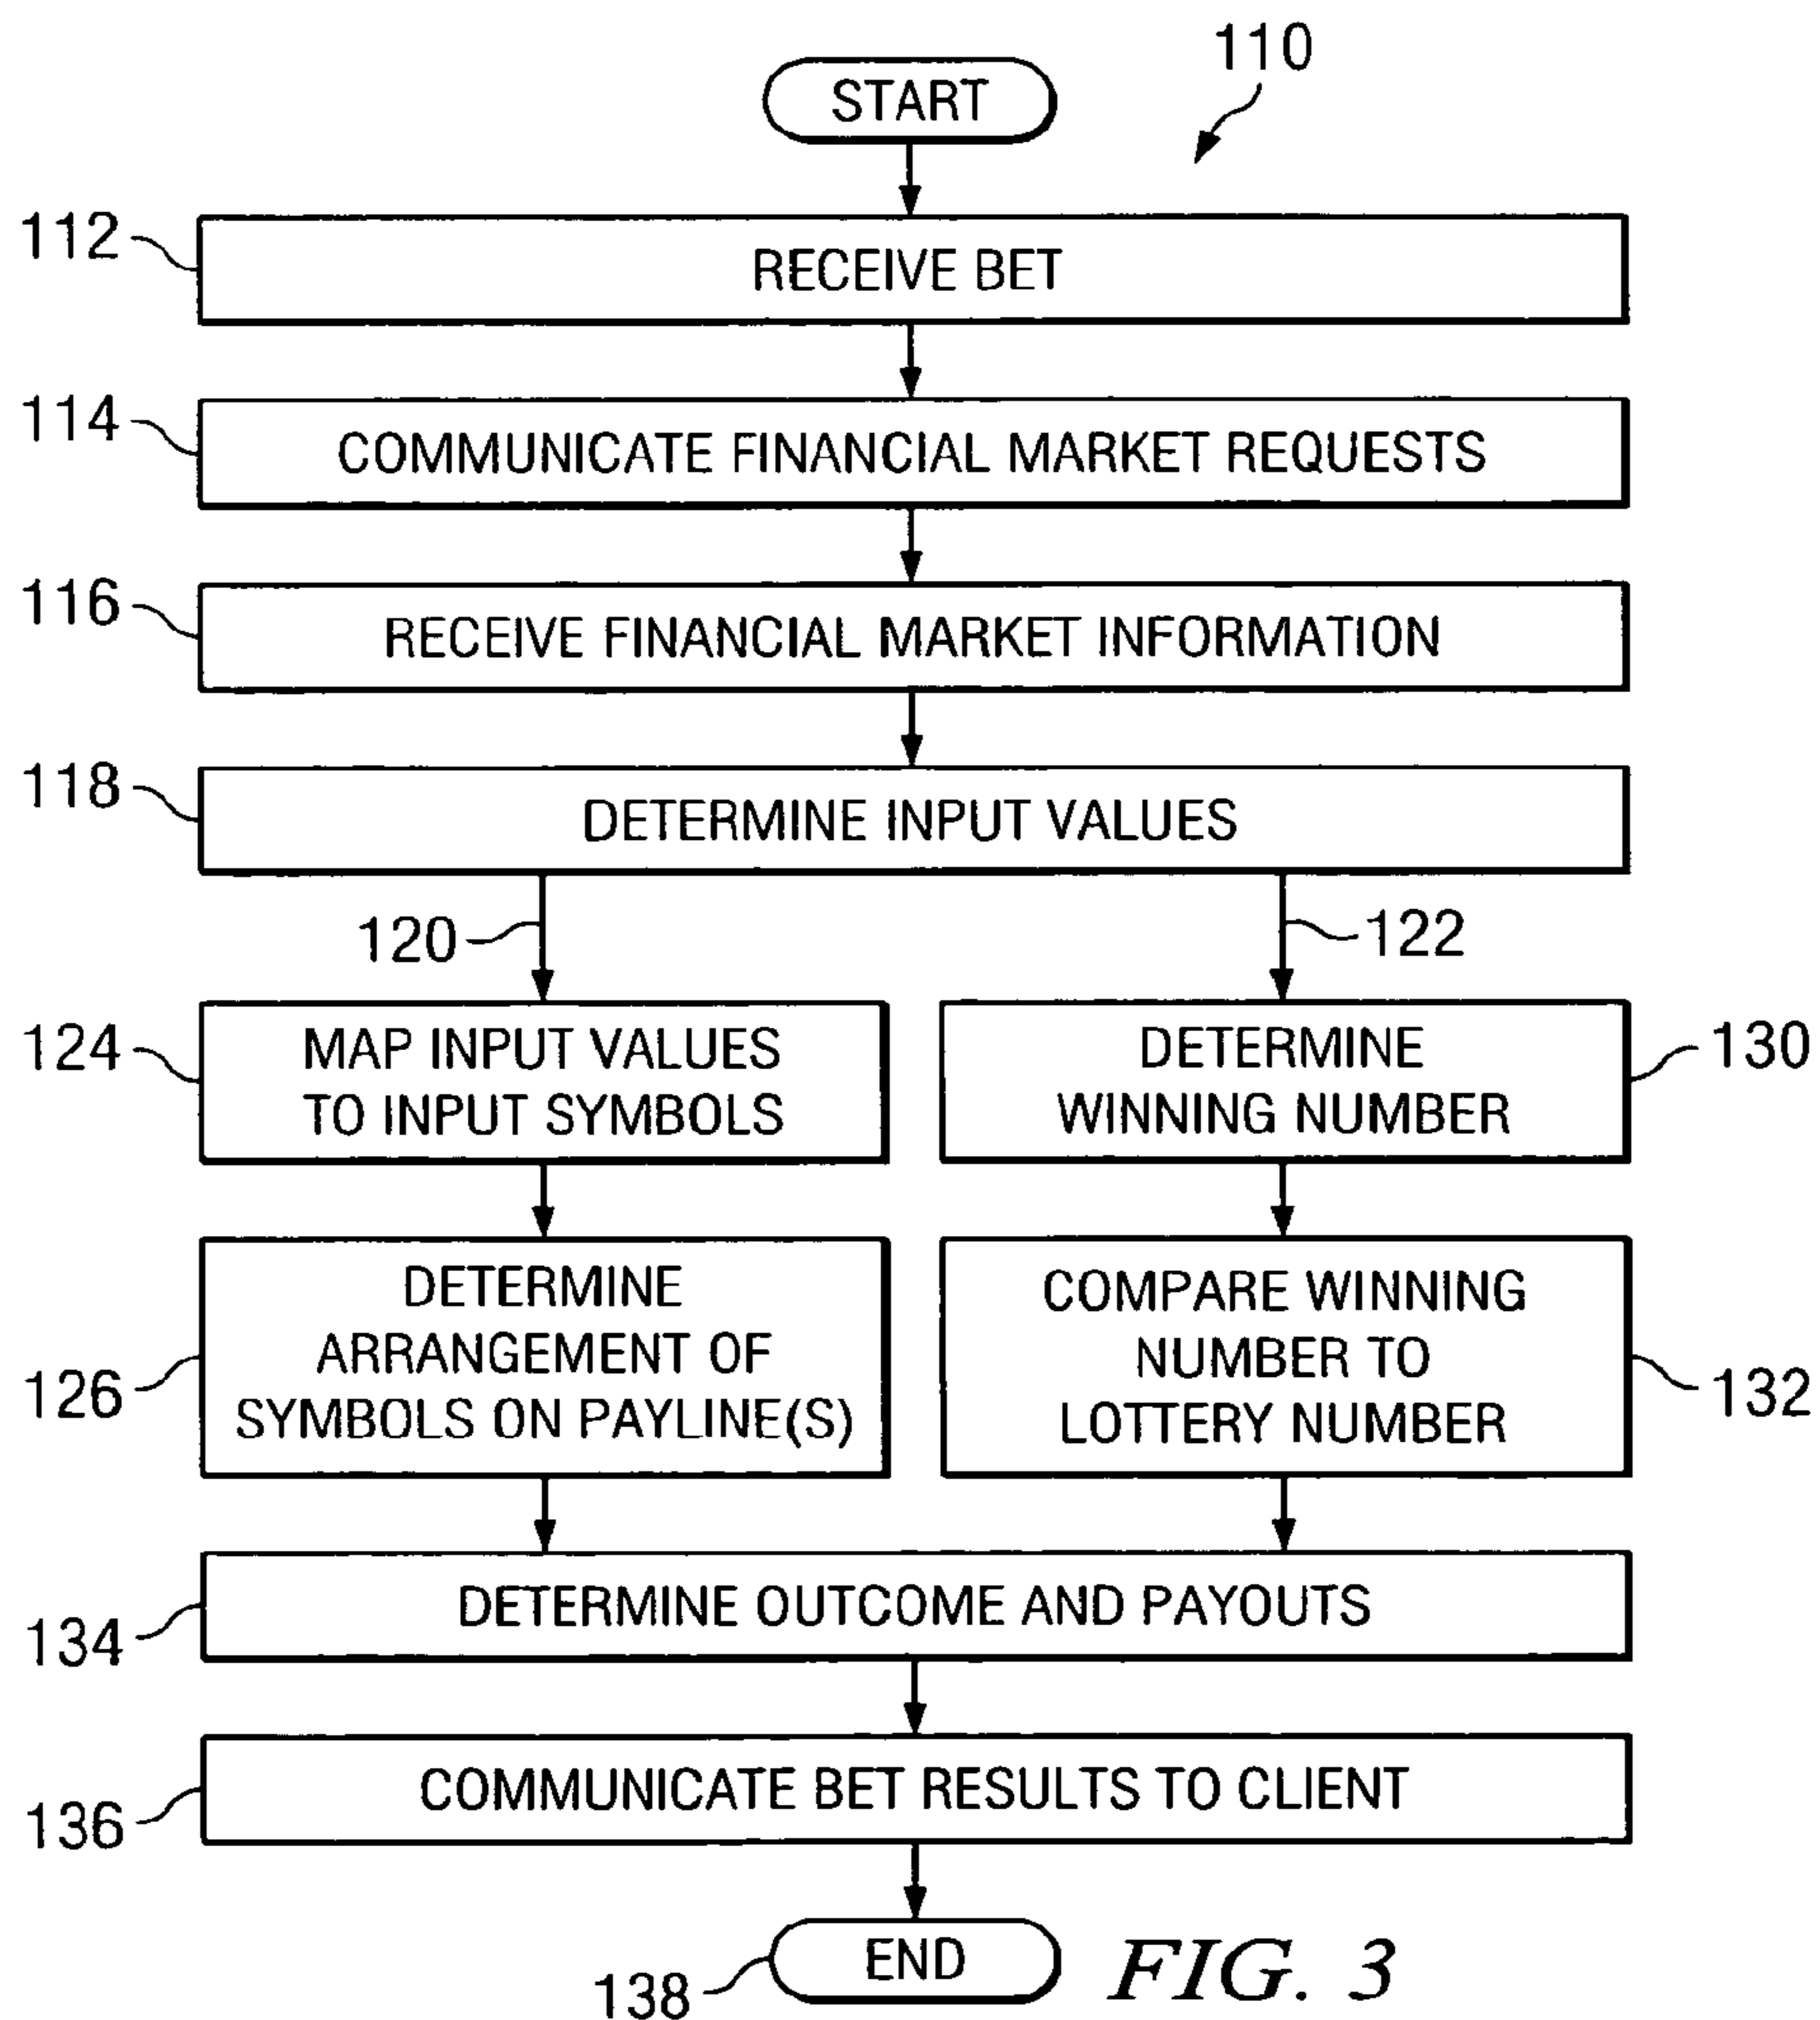 110
START
112
RECEIVE BET
114
COMMUNICATE FINANCIAL MARKET REQUESTS
116
RECEIVE FINANCIAL MARKET INFORMATION
118
DETERMINE INPUT VALUES
120
122
124
MAP INPUT VALUES
TO INPUT SYMBOLS
DETERMINE
WINNING NUMBER
130
126
DETERMINE
ARRANGEMENT OF
SYMBOLS ON PAYLINE(S)
COMPARE WINNING
NUMBER TO
LOTTERY NUMBER
132
134
DETERMINE OUTCOME AND PAYOUTS
136
COMMUNICATE BET RESULTS TO CLIENT
138
END
FIG. 3